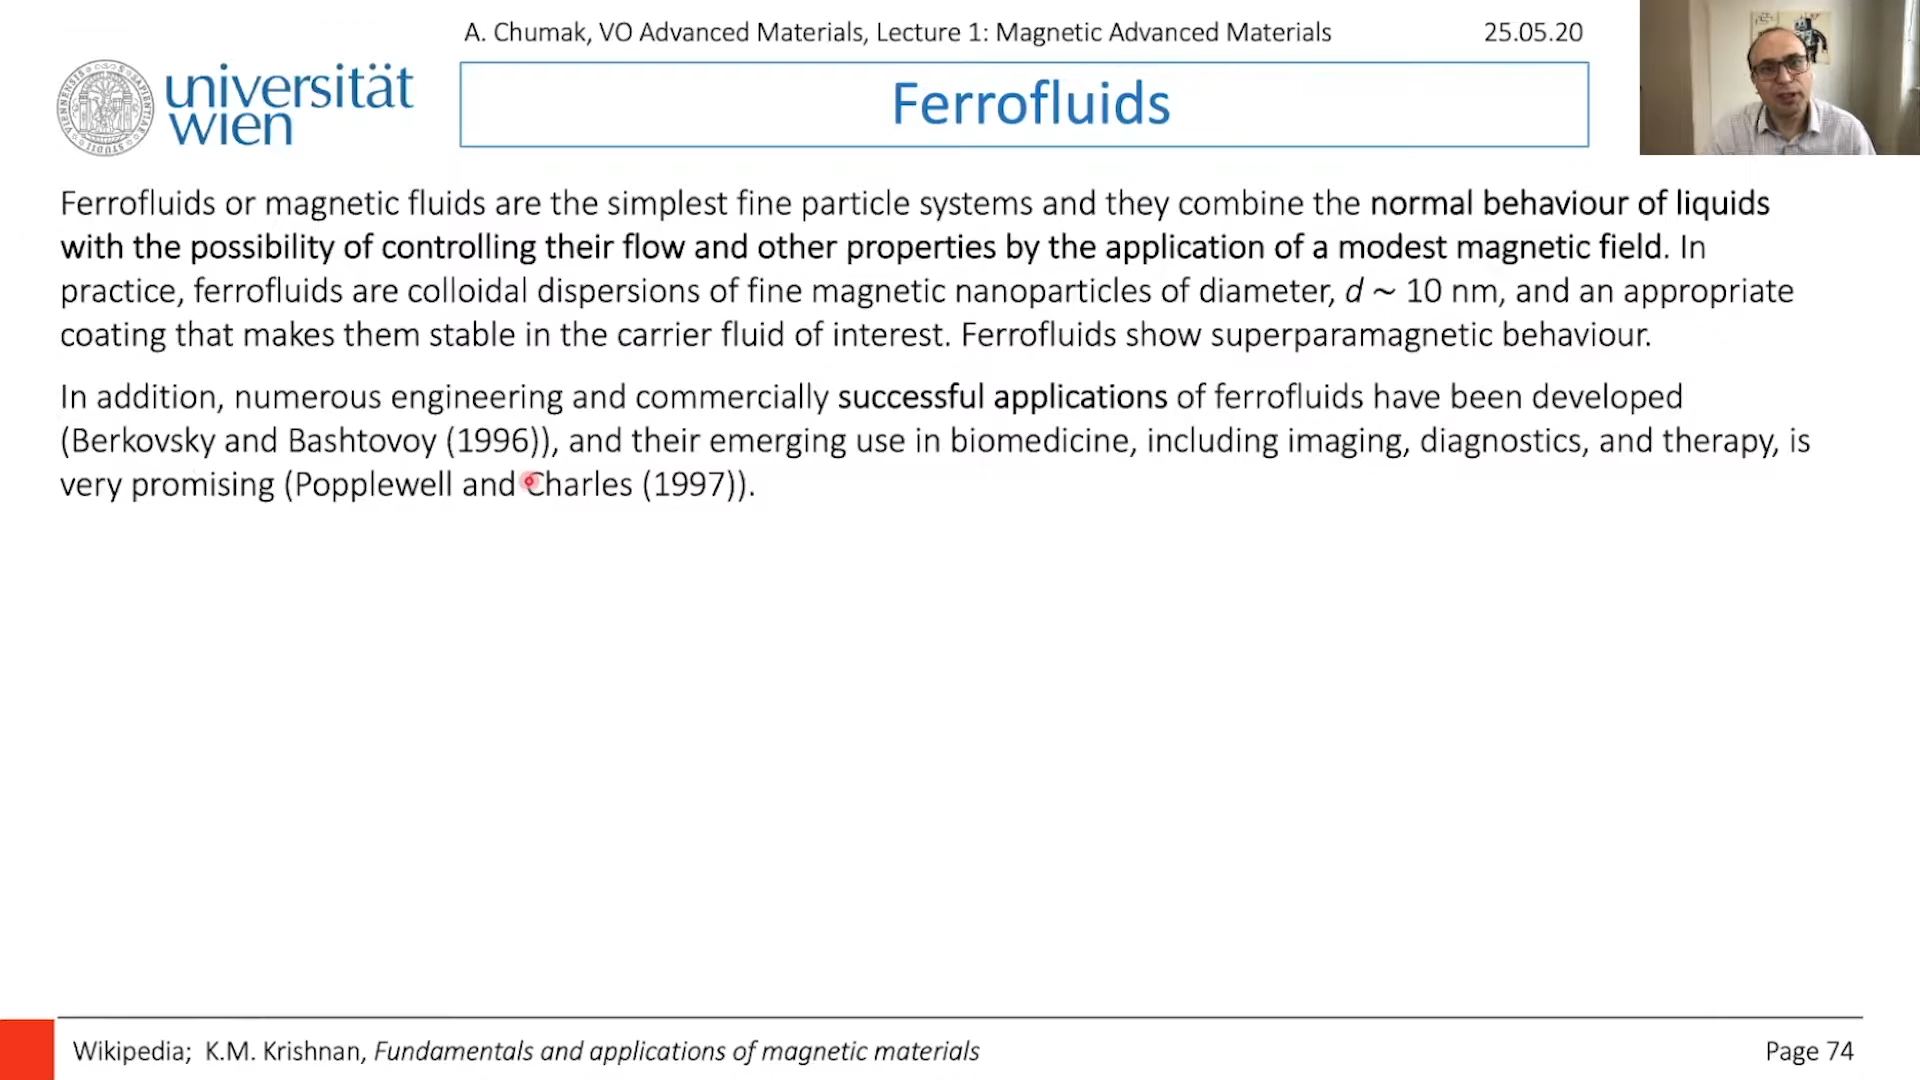 A. Chumak, VO Advanced Materials, Lecture 1: Magnetic Advanced Materials
25.05.20
universität
wien
Ferrofluids
Ferrofluids or magnetic fluids are the simplest fine particle systems and they combine the normal behaviour of liquids
with the possibility of controlling their flow and other properties by the application of a modest magnetic field. In
practice, ferrofluids are colloidal dispersions of fine magnetic nanoparticles of diameter, d ~ 10 nm, and an appropriate
coating that makes them stable in the carrier fluid of interest. Ferrofluids show superparamagnetic behaviour.
In addition, numerous engineering and commercially successful applications of ferrofluids have been developed
(Berkovsky and Bashtovoy (1996)), and their emerging use in biomedicine, including imaging, diagnostics, and therapy, is
very promising (Popplewell and Charles (1997)).
Wikipedia; K.M. Krishnan, Fundamentals and applications of magnetic materials
Page 74